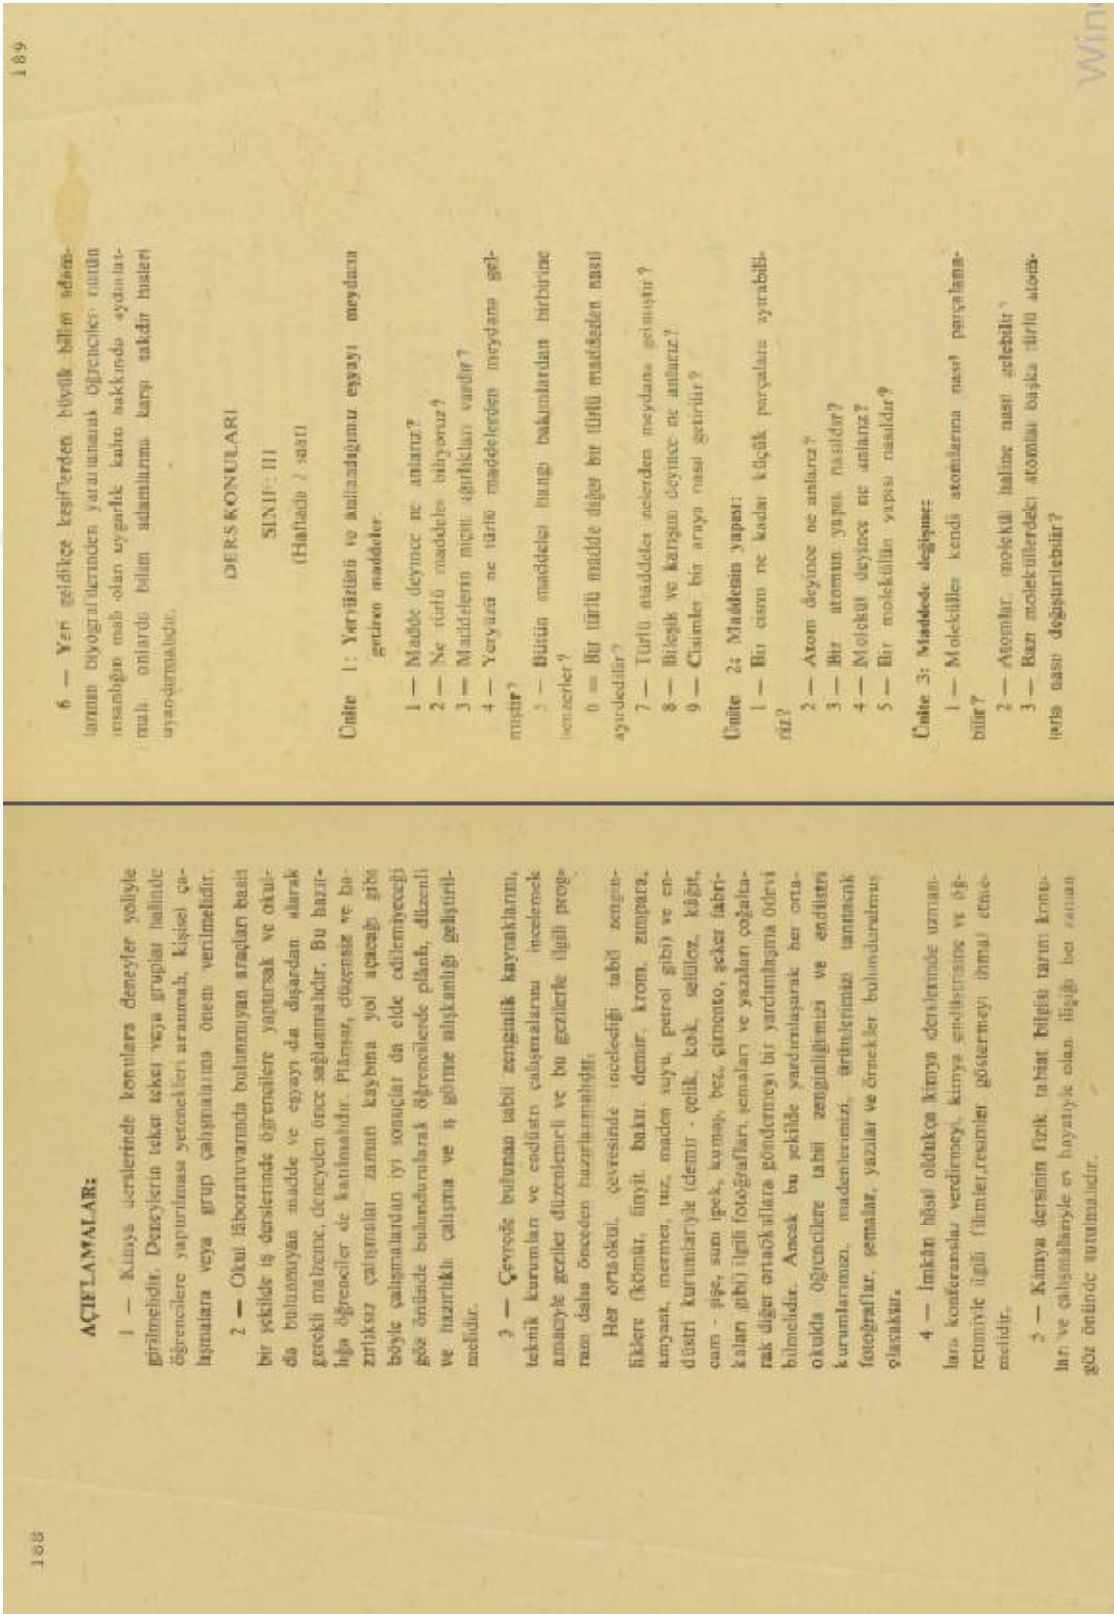 188
AÇIKLAMALAR:
1 — Kimya derslerinde konulara deneyler yoliyle
girilmelidir. Deneylerin teker teker veya gruplar halinde
öğrencilere yaptırılması yetenekleri aranmalı, kişisel ça-
lışmalara veya grup çalışmalarına önem verilmelidir.
2 — Okul lâboratuvarında bulunmıyan araçları basit
bir şekilde iş derslerinde öğrencilere yaptırsak ve okul-
da bulunmıyan madde ve eşyayı da dışardan alarak
gerekli malzeme, deneyden önce sağlanmalıdır. Bu hazır-
lığa öğrenciler de katılmalıdır. Plânsız, düzensiz ve ha-
zırlıksız çalışmalar zaman kaybına yol açacağı gibi
böyle çalışmalardan iyi sonuçlar da elde edilemiyeceği
göz önünde bulundurularak öğrencilerde plânlı, düzenli
ve hazırlıklı çalışma ve iş görme alışkanlığı geliştiril-
melidir.
3 — Çevrede bulunan tabiî zenginlik kaynaklarını,
teknik kurumları ve endüstri çalışmalarını incelemek
amaciyle geziler düzenlemeli ve bu gezilerle ilgili prog-
ram daha önceden hazırlanmalıdır.
Her ortaokul, çevresinde incelediği tabiî zengin-
liklere (kömür, linyit, bakır, demir, krom, zımpara,
amyant, mermer, tuz, maden suyu, petrol gibi) ve en-
düstri kurumlariyle (demir - çelik, kok, selüloz, kâğıt,
cam - şişe, suni ipek, kumaş, bez, çimento, şeker fabri-
kaları gibi) ilgili fotoğrafları, şemaları ve yazıları çoğalta-
rak diğer ortaokullara göndermeyi bir yardımlaşma ödevi
bilmelidir. Ancak bu şekilde yardımlaşarak her orta-
okulda öğrencilere tabiî zenginliğimizi ve endüstri
kurumlarımızı, madenlerimizi, ürünlerimizi tanıtacak
fotoğraflar, şemalar, yazılar ve örnekler bulundurulmuş
olacaktır.
4 — İmkân hâsıl oldukça kimya derslerinde uzman-
lara konferanslar verdirmeyi, kimya endüstrisine ve öğ-
retimiyle ilgili filmler, resimler göstermeyi ihmal etme-
melidir.
5 — Kimya dersinin fizik tabiat bilgisi tarım konu-
ları ve çalışmalariyle ev hayatiyle olan ilişiği her zaman
göz önünde tutulmalıdır.
189
6 — Yeri geldikçe keşiflerden büyük bilim adam-
larının biyografilerinden yararlanarak öğrenciler bütün
insanlığın malı olan uygarlık kahramanları hakkında aydınlat-
malı onlarda bilim adamlarını karşı takdir hisleri
uyandırmalıdır.
DERS KONULARI
SINIF: III
(Haftada 2 saat)
Ünite 1: Yeryüzünü ve kullandığımız eşyayı meydana
getiren maddeler.
1 — Madde deyince ne anlarız?
2 — Ne türlü maddeler biliyoruz?
3 — Maddelerin niçin ağırlıkları vardır?
4 — Yeryüzü ne türlü maddelerden meydana gel-
miştir?
5 — Bütün maddeler hangi bakımlardan birbirine
benzerler?
6 — Bir türlü madde diğer bir türlü maddeden nasıl
ayırdedilir?
7 — Türlü maddeler nelerden meydana gelmiştir?
8 — Bileşik ve karışım deyince ne anlarız?
9 — Cisimler bir araya nasıl getirilir?
Ünite 2: Maddenin yapısı:
1 — Bir cisim ne kadar küçük parçalara ayırabili-
riz?
2 — Atom deyince ne anlarız?
3 — Bir atomun yapısı nasıldır?
4 — Molekül deyince ne anlarız?
5 — Bir molekülün yapısı nasıldır?
Ünite 3: Maddede değişme:
1 — Moleküller kendi atomlarına nasıl parçalana-
bilir?
2 — Atomlar, molekül haline nasıl gelebilir?
3 — Bazı moleküllerdeki atomlar başka türlü atom-
larla nasıl değiştirilebilir?